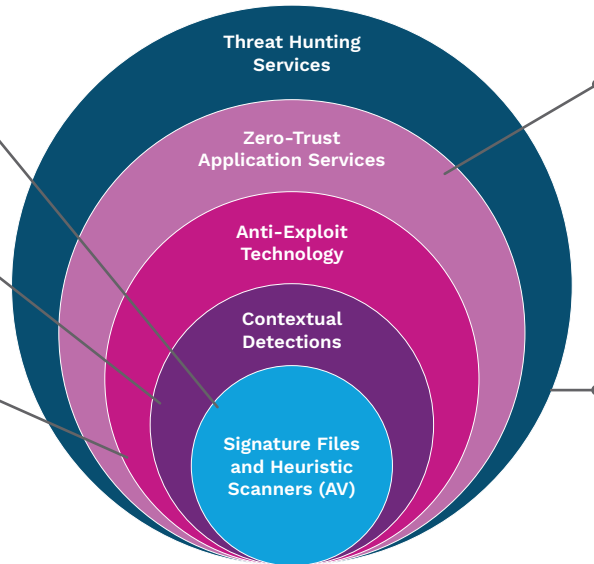 Threat Hunting
Services
Zero-Trust
Application Services
Anti-Exploit
Technology
Contextual
Detections
Signature Files
and Heuristic
Scanners (AV)